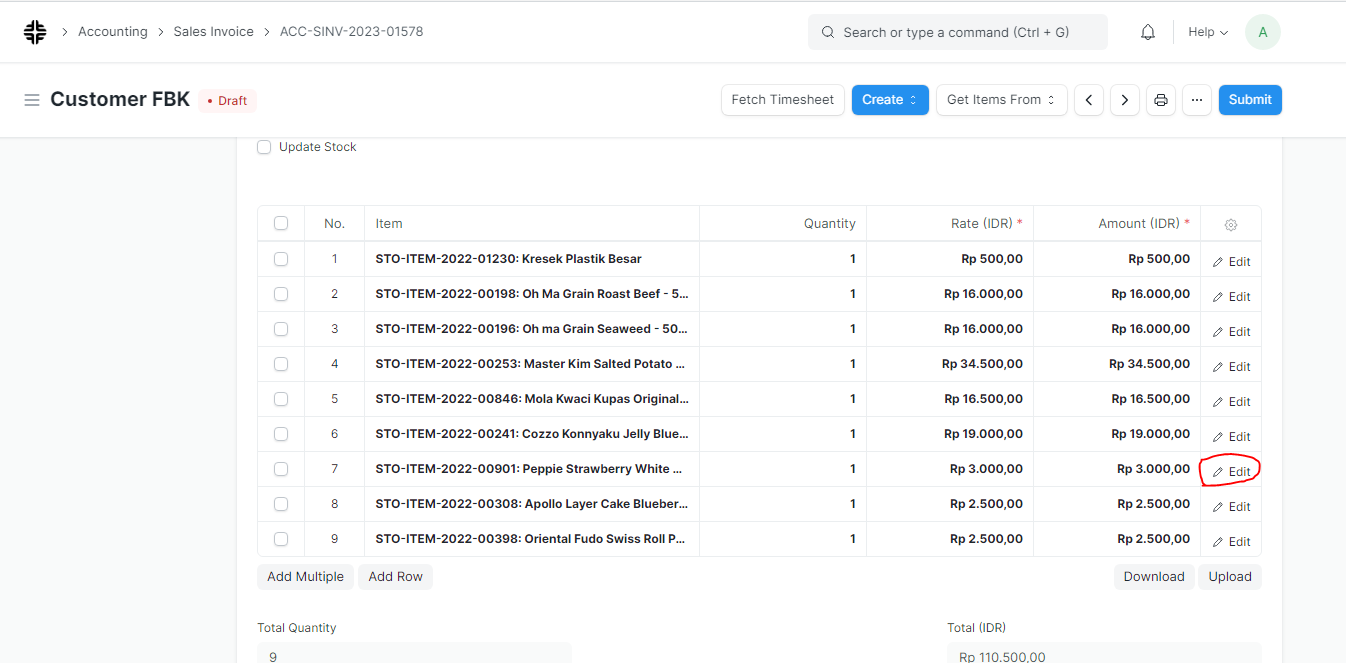 Accounting Sales Invoice ACC-SINV-2023-01578 Search or type a command (Ctrl + G) Help A
Customer FBK • Draft Fetch Timesheet Create Get Items From ... Submit
Update Stock
No. Item Quantity Rate (IDR) * Amount (IDR) *
1 STO-ITEM-2022-01230: Kresek Plastik Besar 1 Rp 500,00 Rp 500,00 Edit
2 STO-ITEM-2022-00198: Oh Ma Grain Roast Beef - 5... 1 Rp 16.000,00 Rp 16.000,00 Edit
3 STO-ITEM-2022-00196: Oh ma Grain Seaweed - 50... 1 Rp 16.000,00 Rp 16.000,00 Edit
4 STO-ITEM-2022-00253: Master Kim Salted Potato ... 1 Rp 34.500,00 Rp 34.500,00 Edit
5 STO-ITEM-2022-00846: Mola Kwaci Kupas Original... 1 Rp 16.500,00 Rp 16.500,00 Edit
6 STO-ITEM-2022-00241: Cozzo Konnyaku Jelly Blue... 1 Rp 19.000,00 Rp 19.000,00 Edit
7 STO-ITEM-2022-00901: Peppie Strawberry White ... 1 Rp 3.000,00 Rp 3.000,00 Edit
8 STO-ITEM-2022-00308: Apollo Layer Cake Blueber... 1 Rp 2.500,00 Rp 2.500,00 Edit
9 STO-ITEM-2022-00398: Oriental Fudo Swiss Roll P... 1 Rp 2.500,00 Rp 2.500,00 Edit
Add Multiple Add Row Download Upload
Total Quantity Total (IDR)
9 Rp 110.500,00